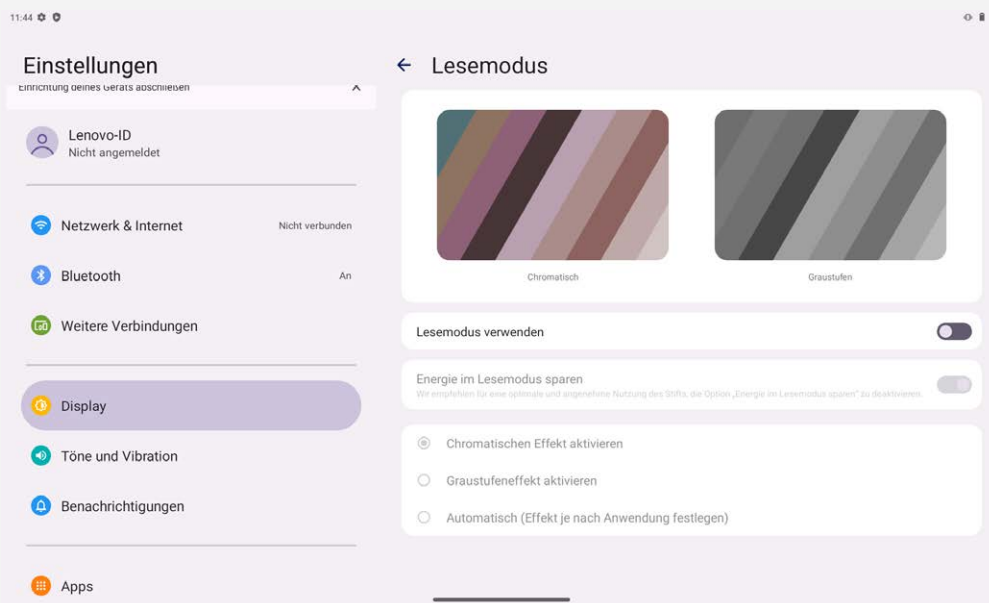 11:44
Einstellungen
Einrichtung deines Geräts abschließen
Lenovo-ID
Nicht angemeldet
Netzwerk & Internet
Nicht verbunden
Bluetooth
An
Weitere Verbindungen
Display
Töne und Vibration
Benachrichtigungen
Apps
Lesemodus
Chromatisch
Graustufen
Lesemodus verwenden
Energie im Lesemodus sparen
Wir empfehlen für eine optimale und angenehme Nutzung des Stifts, die Option „Energie im Lesemodus sparen" zu deaktivieren.
Chromatischen Effekt aktivieren
Graustufeneffekt aktivieren
Automatisch (Effekt je nach Anwendung festlegen)